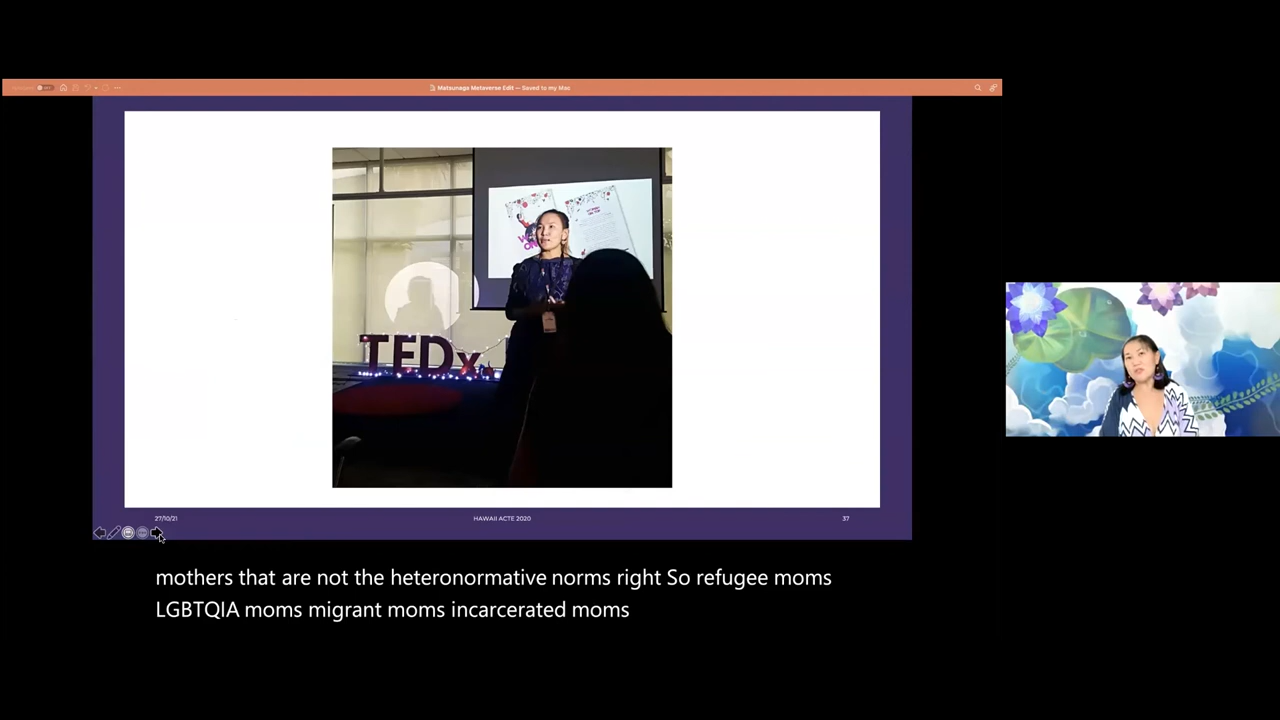 Matsunaga Metaverse Edit — Saved to my Mac
TEDx
27/10/21
HAWAII ACTE 2020
37
mothers that are not the heteronormative norms right So refugee moms
LGBTQIA moms migrant moms incarcerated moms